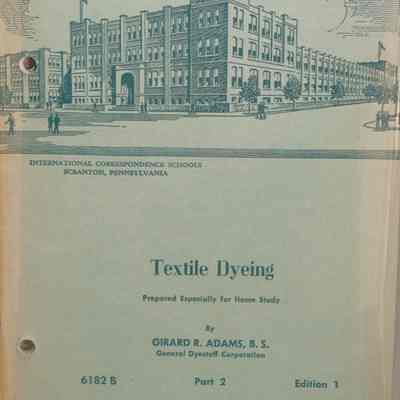 INTERNATIONAL CORRESPONDENCE SCHOOLS
SCRANTON, PENNSYLVANIA
Textile Dyeing
Prepared Especially for Home Study
By
GIRARD R. ADAMS, B. S.
General Dyestuff Corporation
6182 B Part 2 Edition 1